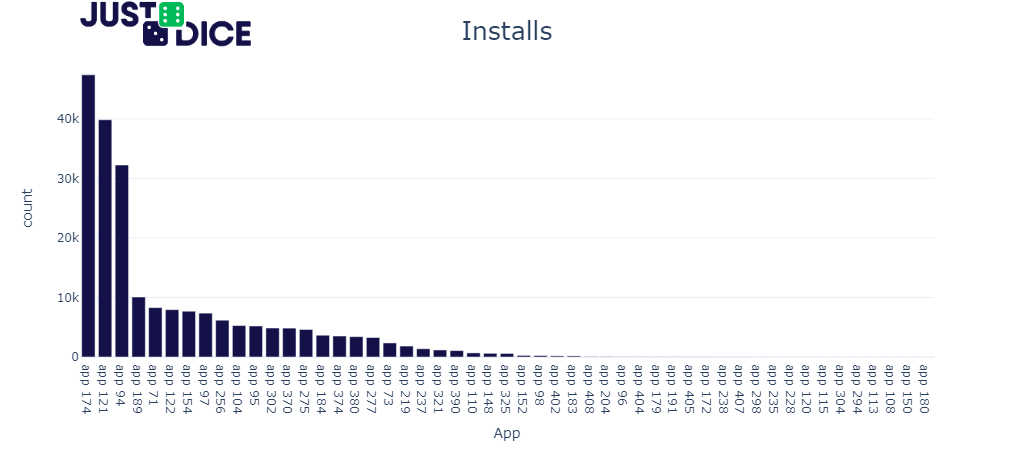 JUST DICE
Installs
count
40k
30k
20k
10k
0
app 174
app 121
app 94
app 189
app 71
app 122
app 154
app 97
app 256
app 104
app 95
app 302
app 370
app 275
app 184
app 374
app 380
app 277
app 73
app 219
app 237
app 321
app 390
app 110
app 148
app 325
app 152
app 98
app 402
app 183
app 408
app 204
app 96
app 404
app 179
app 191
app 405
app 172
app 238
app 407
app 298
app 235
app 228
app 120
app 115
app 304
app 294
app 113
app 108
app 150
app 180
App